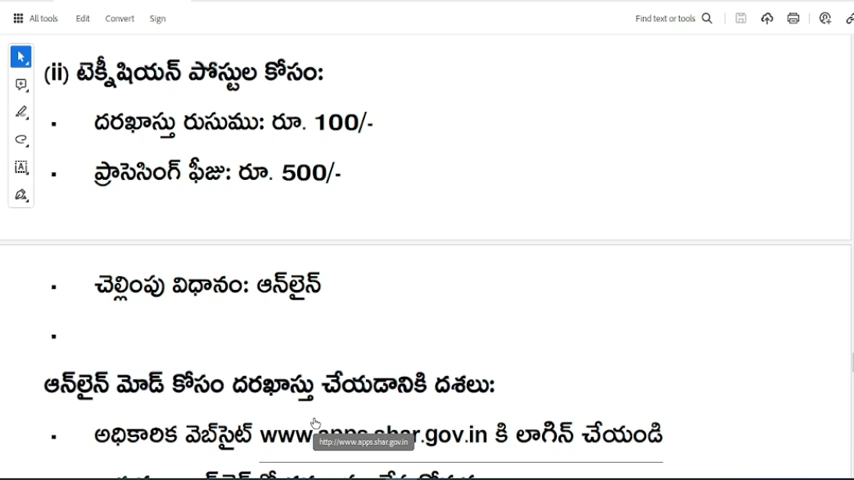 All tools Edit Convert Sign Find text or tools
(ii) టెక్నీషియన్ పోస్టుల కోసం:
· దరఖాస్తు రుసుము: రూ. 100/-
· ప్రాసెసింగ్ ఫీజు: రూ. 500/-
· చెల్లింపు విధానం: ఆన్‌లైన్
·
ఆన్‌లైన్ మోడ్ కోసం దరఖాస్తు చేయడానికి దశలు:
· అధికారిక వెబ్‌సైట్ www.apps.shar.gov.in కి లాగిన్ చేయండి
http://www.apps.shar.gov.in